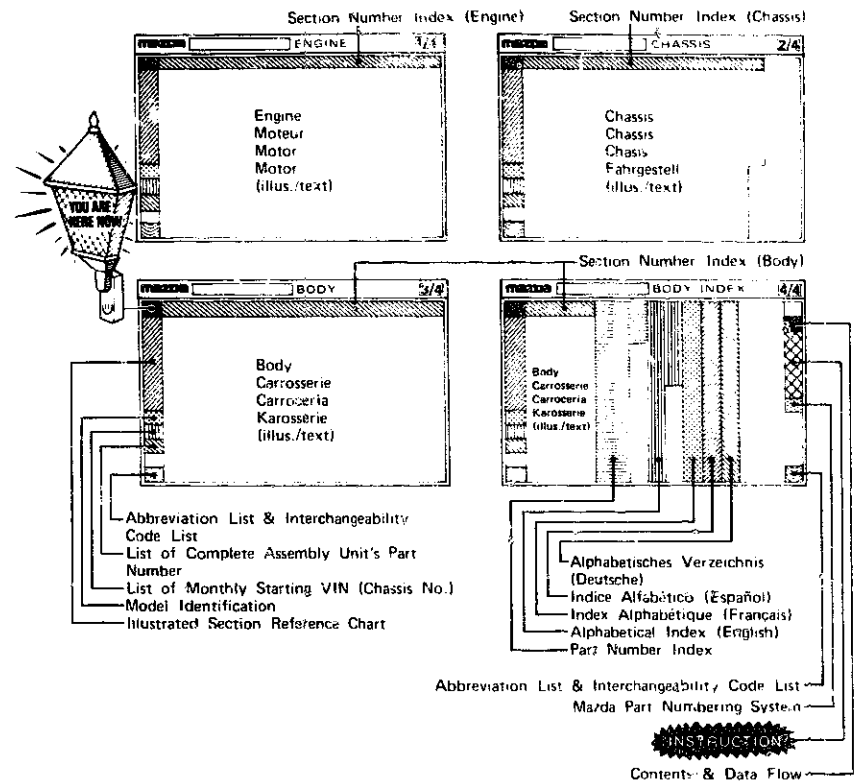 Section Number Index (Engine)
Section Number Index (Chassis)
mazda ENGINE 1/4
Engine
Moteur
Motor
Motor
(illus./text)
mazda CHASSIS 2/4
Chassis
Chassis
Chasis
Fahrgestell
(illus./text)
YOU ARE
HERE NOW
Section Number Index (Body)
mazda BODY 3/4
Body
Carrosserie
Carroceria
Karosserie
(illus./text)
mazda BODY INDEX 4/4
Body
Carrosserie
Carroceria
Karosserie
(illus./text)
Abbreviation List & Interchangeability
Code List
List of Complete Assembly Unit's Part
Number
List of Monthly Starting VIN (Chassis No.)
Model Identification
Illustrated Section Reference Chart
Alphabetisches Verzeichnis
(Deutsche)
Indice Alfabético (Español)
Index Alphabétique (Français)
Alphabetical Index (English)
Part Number Index
Abbreviation List & Interchangeability Code List
Mazda Part Numbering System
INSTRUCTION
Contents & Data Flow